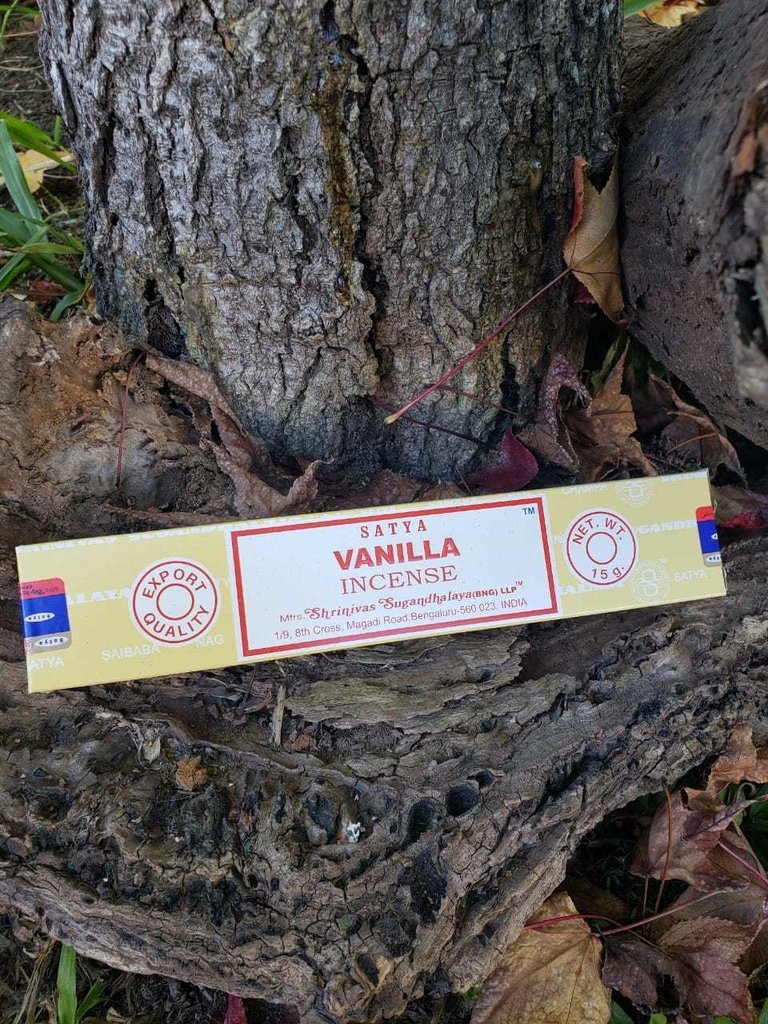 SATYA
TM
VANILLA
INCENSE
Mfrs. Shrinivas Sugandhalaya (BNG) LLP™
1/9, 8th Cross, Magadi Road, Bengaluru-560 023, INDIA
EXPORT
QUALITY
NET. WT.
15 g.
SATYA
SAIBABA NAG
SATYA